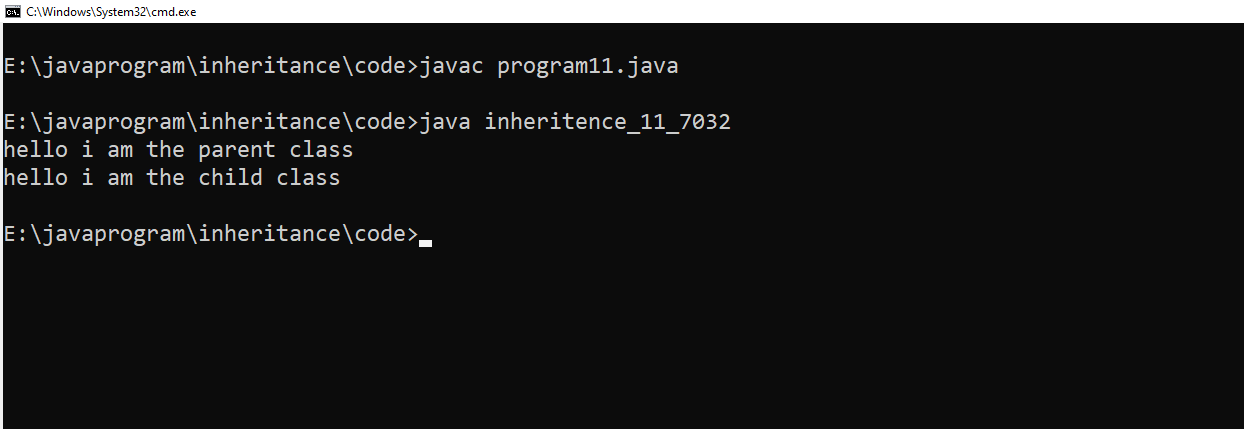 C:\Windows\System32\cmd.exe
E:\javaprogram\inheritance\code>javac program11.java
E:\javaprogram\inheritance\code>java inheritence_11_7032
hello i am the parent class
hello i am the child class
E:\javaprogram\inheritance\code>